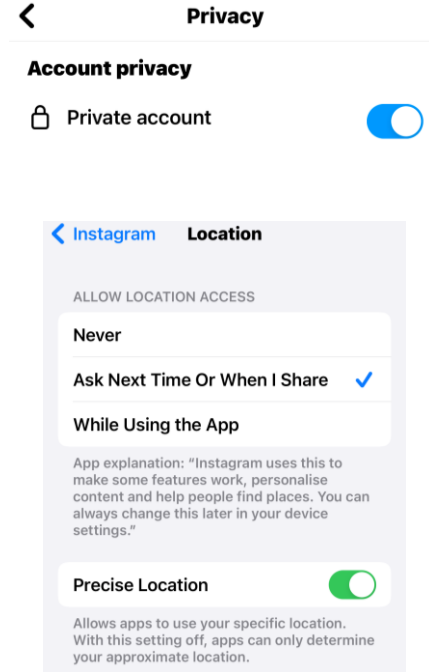 Privacy
Account privacy
Private account
Instagram Location
ALLOW LOCATION ACCESS
Never
Ask Next Time Or When I Share
While Using the App
App explanation: “Instagram uses this to
make some features work, personalise
content and help people find places. You can
always change this later in your device
settings.”
Precise Location
Allows apps to use your specific location.
With this setting off, apps can only determine
your approximate location.